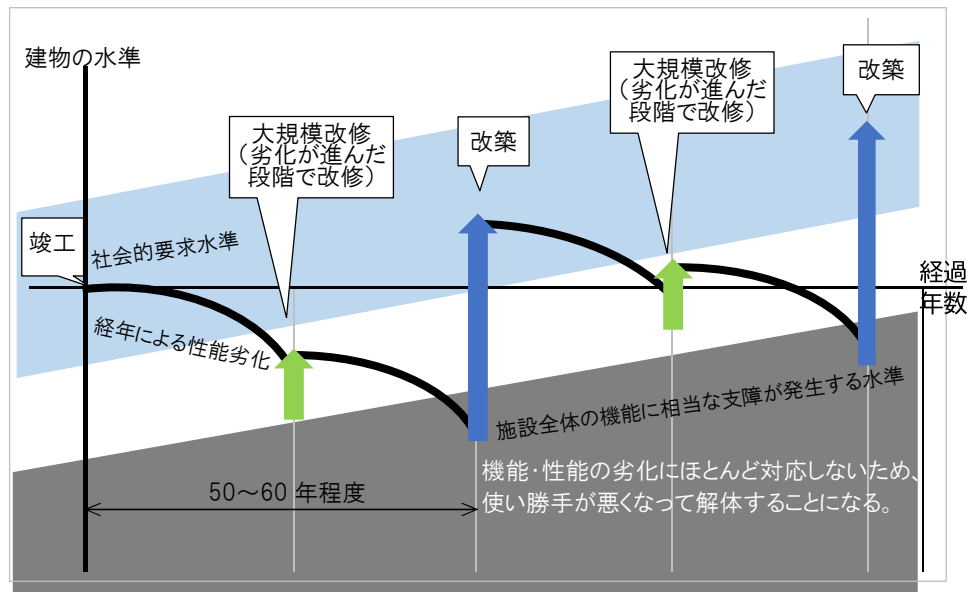 建物の水準
大規模改修
（劣化が進んだ
段階で改修）
改築
大規模改修
（劣化が進んだ
段階で改修）
改築
竣工
社会的要求水準
経過
年数
経年による性能劣化
施設全体の機能に相当な支障が発生する水準
機能･性能の劣化にほとんど対応しないため、
使い勝手が悪くなって解体することになる。
50～60 年程度